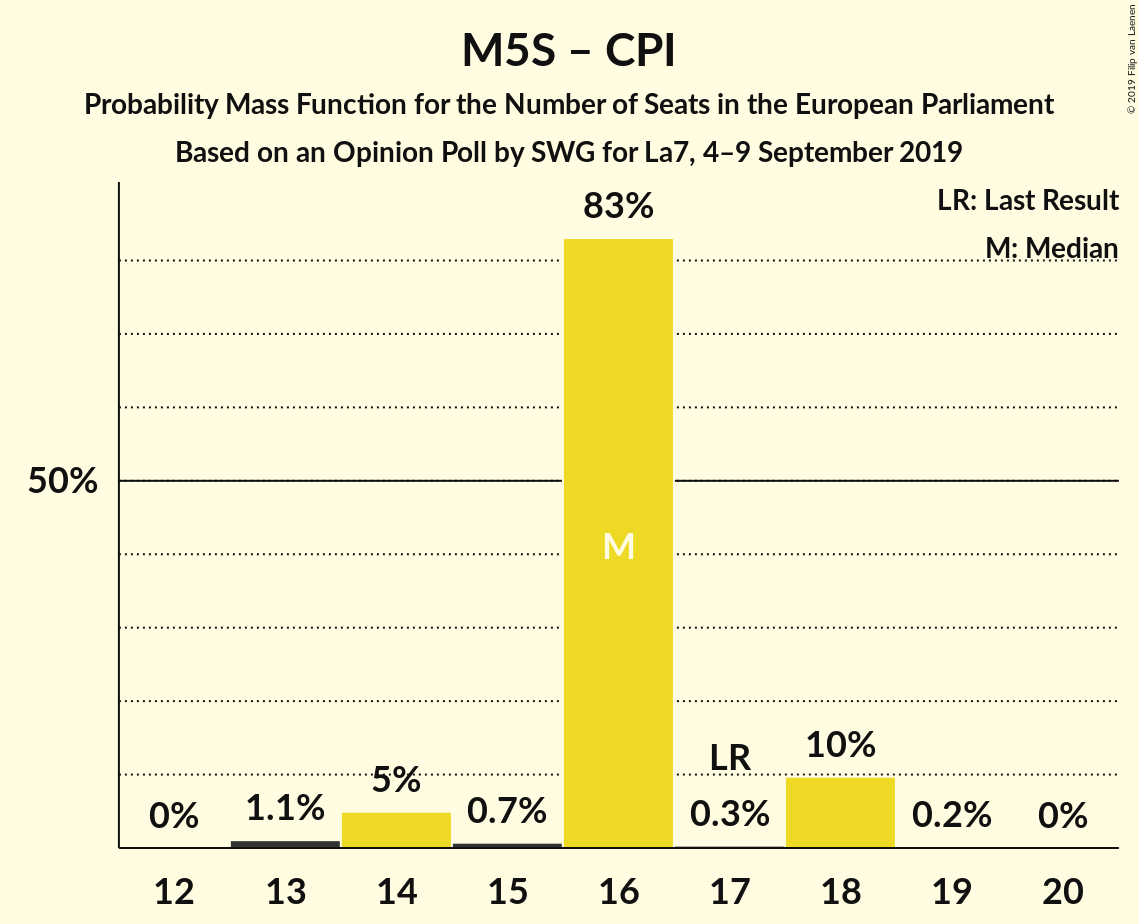 M5S – CPI
Probability Mass Function for the Number of Seats in the European Parliament
Based on an Opinion Poll by SWG for La7, 4–9 September 2019
© 2019 Filip van Laenen
LR: Last Result
M: Median
83%
50%
M
LR
10%
5%
1.1%
0%
0.7%
0.3%
0.2%
0%
12 13 14 15 16 17 18 19 20